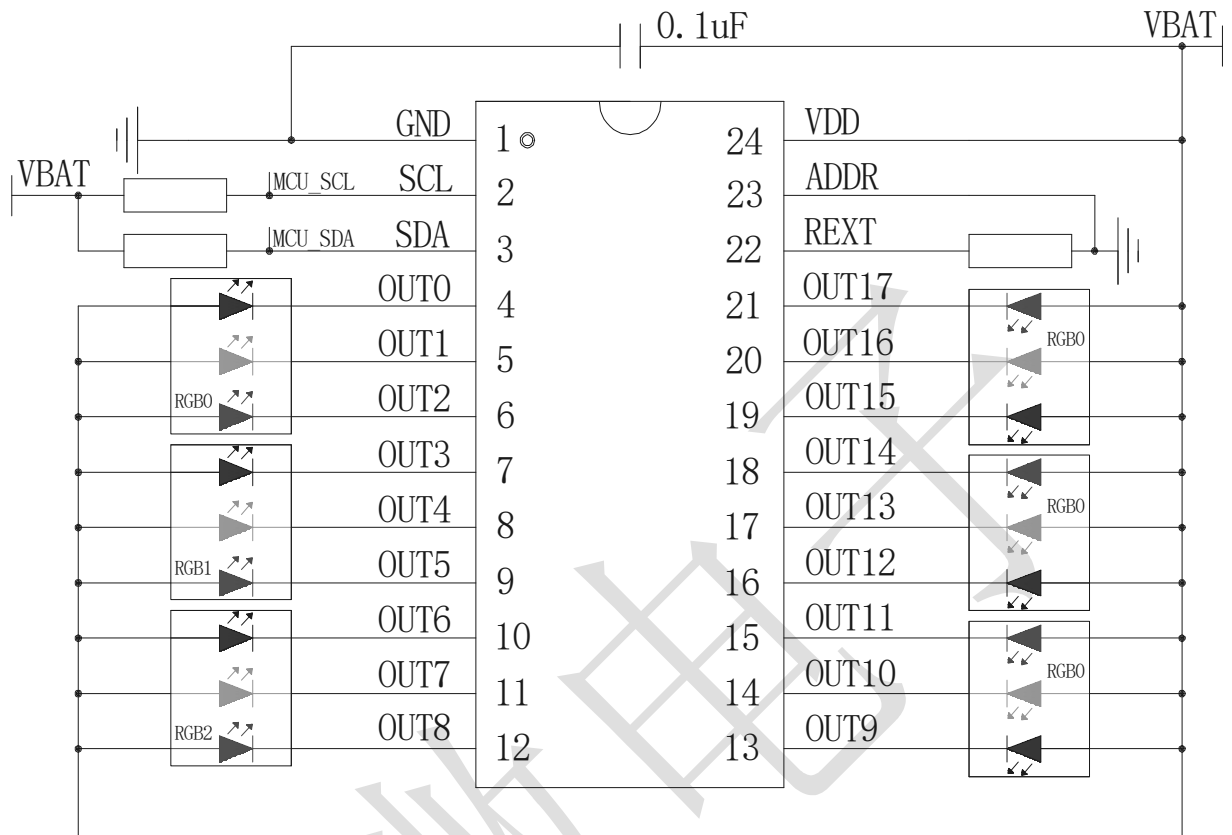 0.1uF VBAT
GND 1 24 VDD
VBAT MCU_SCL SCL 2 23 ADDR
MCU_SDA SDA 3 22 REXT
OUT0 4 21 OUT17
RGB0
OUT1 5 20 OUT16
RGB0 OUT2 6 19 OUT15
OUT3 7 18 OUT14
RGB0
OUT4 8 17 OUT13
RGB1 OUT5 9 16 OUT12
OUT6 10 15 OUT11
RGB0
OUT7 11 14 OUT10
RGB2 OUT8 12 13 OUT9
电子